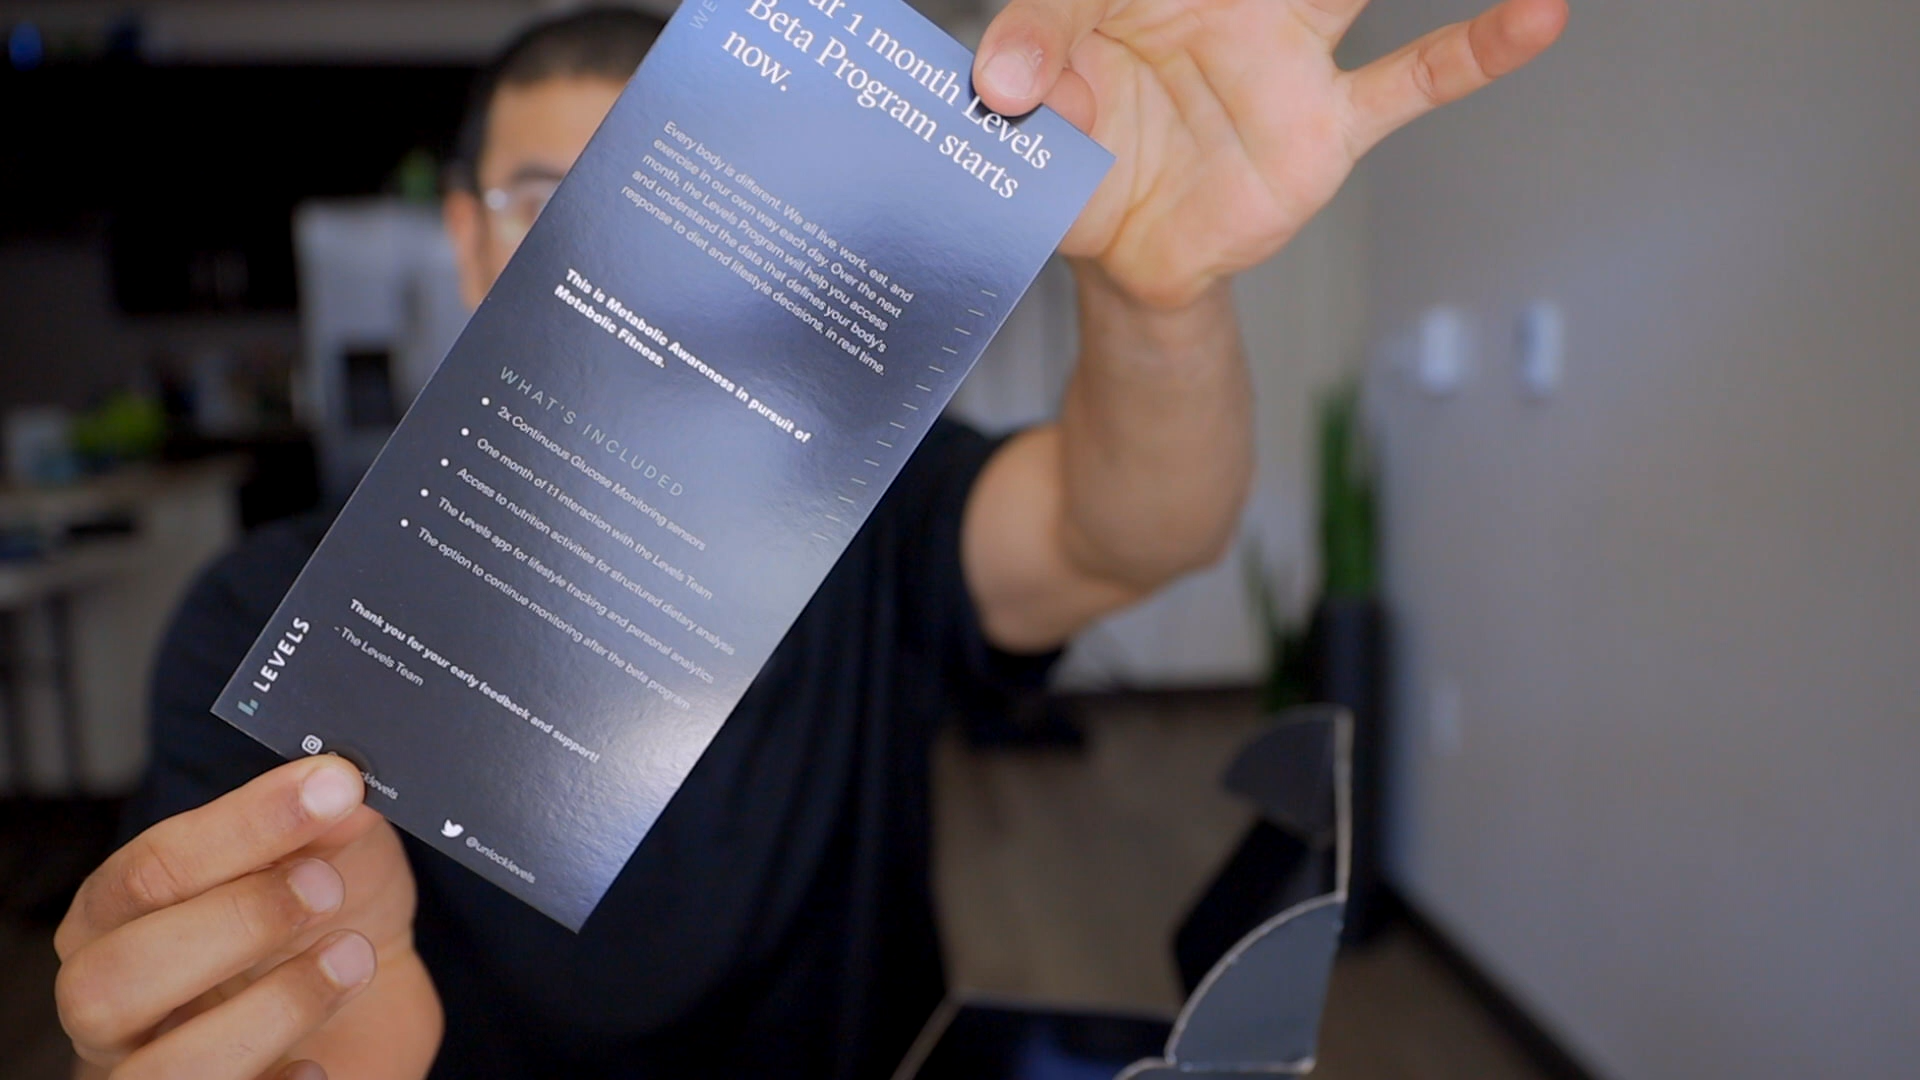 WE
ur 1 month Levels
Beta Program starts
now.
Every body is different. We all live, work, eat, and
exercise in our own way each day. Over the next
month, the Levels Program will help you access
and understand the data that defines your body's
response to diet and lifestyle decisions, in real time.
This is Metabolic Awareness in pursuit of
Metabolic Fitness.
WHAT'S INCLUDED
2x Continuous Glucose Monitoring sensors
One month of 1:1 interaction with the Levels Team
Access to nutrition activities for structured dietary analysis
The Levels app for lifestyle tracking and personal analytics
The option to continue monitoring after the beta program
Thank you for your early feedback and support!
- The Levels Team
LEVELS
cklevels
@unlocklevels